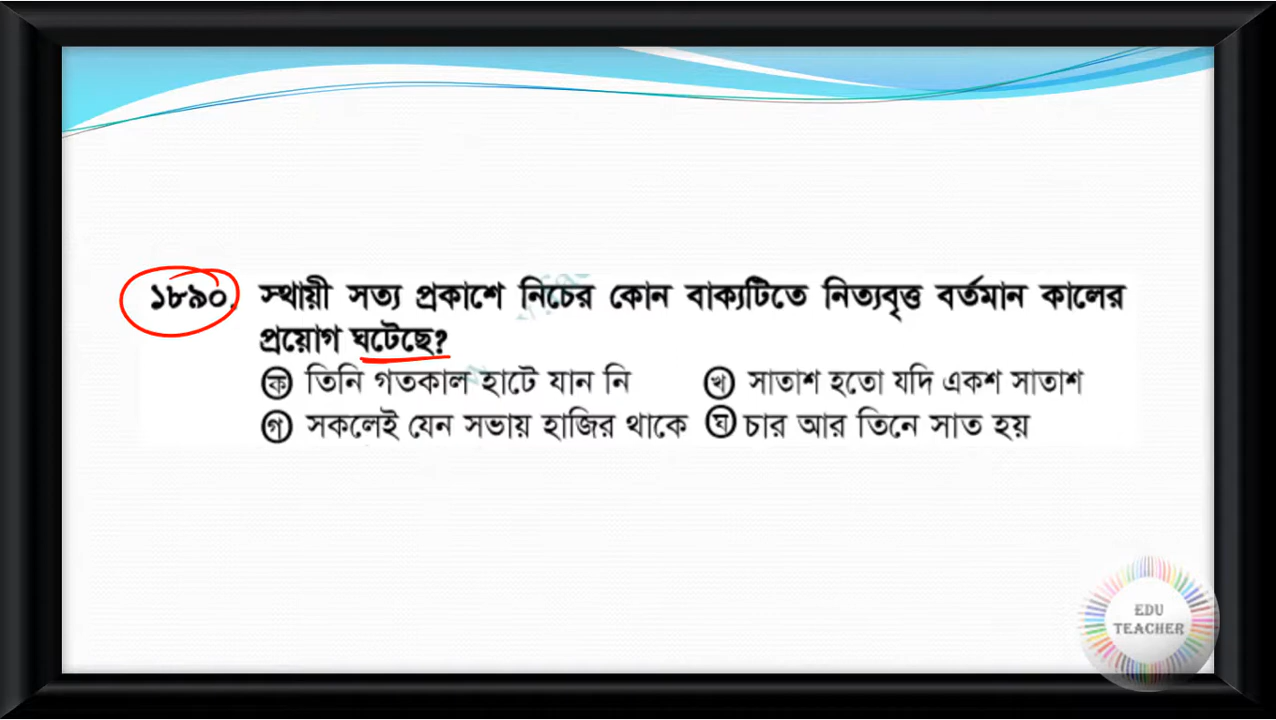 ১৮৯০. স্থায়ী সত্য প্রকাশে নিচের কোন বাক্যটিতে নিত্যবৃত্ত বর্তমান কালের
প্রয়োগ ঘটেছে?
ক তিনি গতকাল হাটে যান নি খ সাতাশ হতো যদি একশ সাতাশ
গ সকলেই যেন সভায় হাজির থাকে ঘ চার আর তিনে সাত হয়
EDU
TEACHER